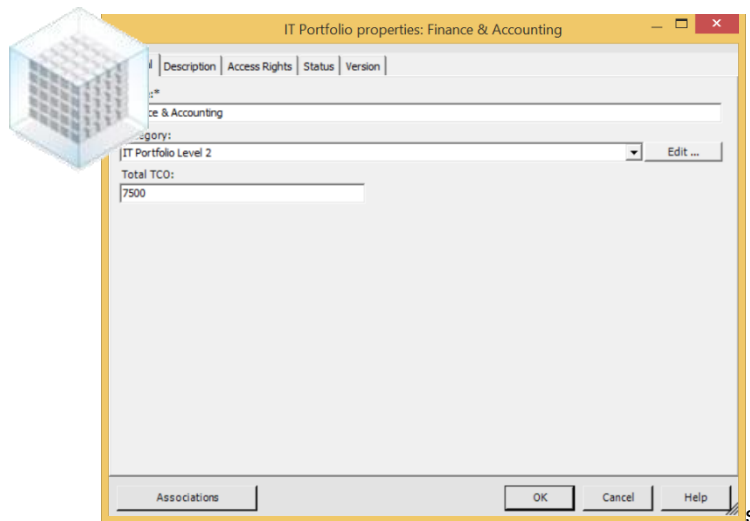 IT Portfolio properties: Finance & Accounting
Description Access Rights Status Version
:*
ce & Accounting
egory:
IT Portfolio Level 2 Edit ...
Total TCO:
7500
Associations OK Cancel Help
s